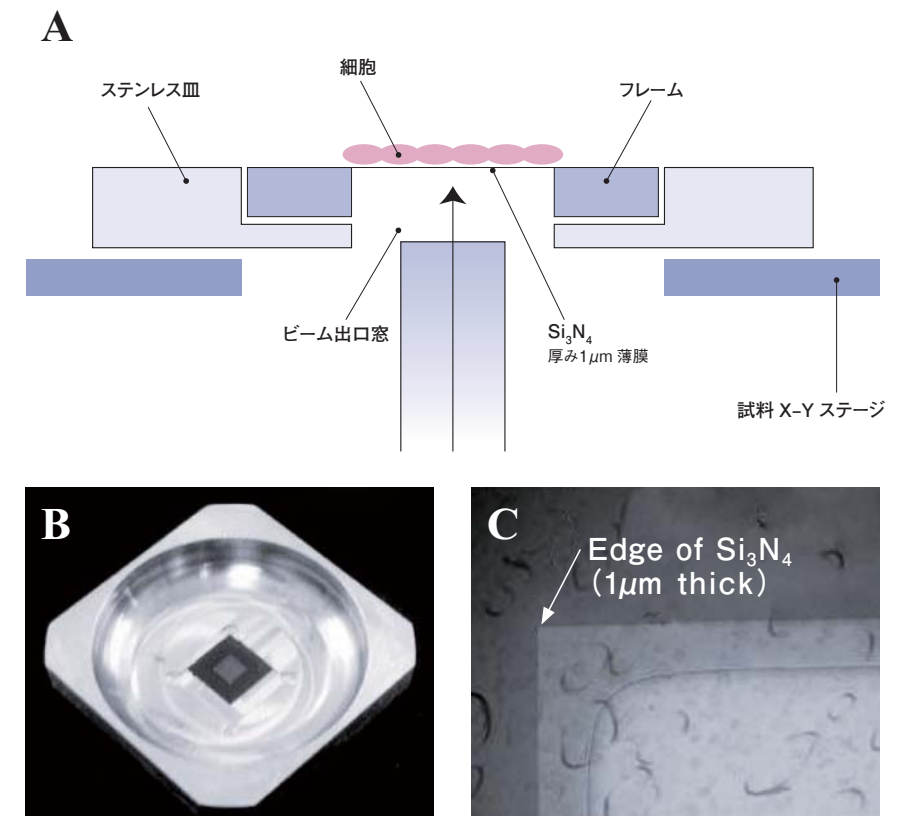 A
細胞
ステンレス皿
フレーム
ビーム出口窓
Si₃N₄
厚み1μm 薄膜
試料 X–Y ステージ
B
C
Edge of Si₃N₄
(1μm thick)